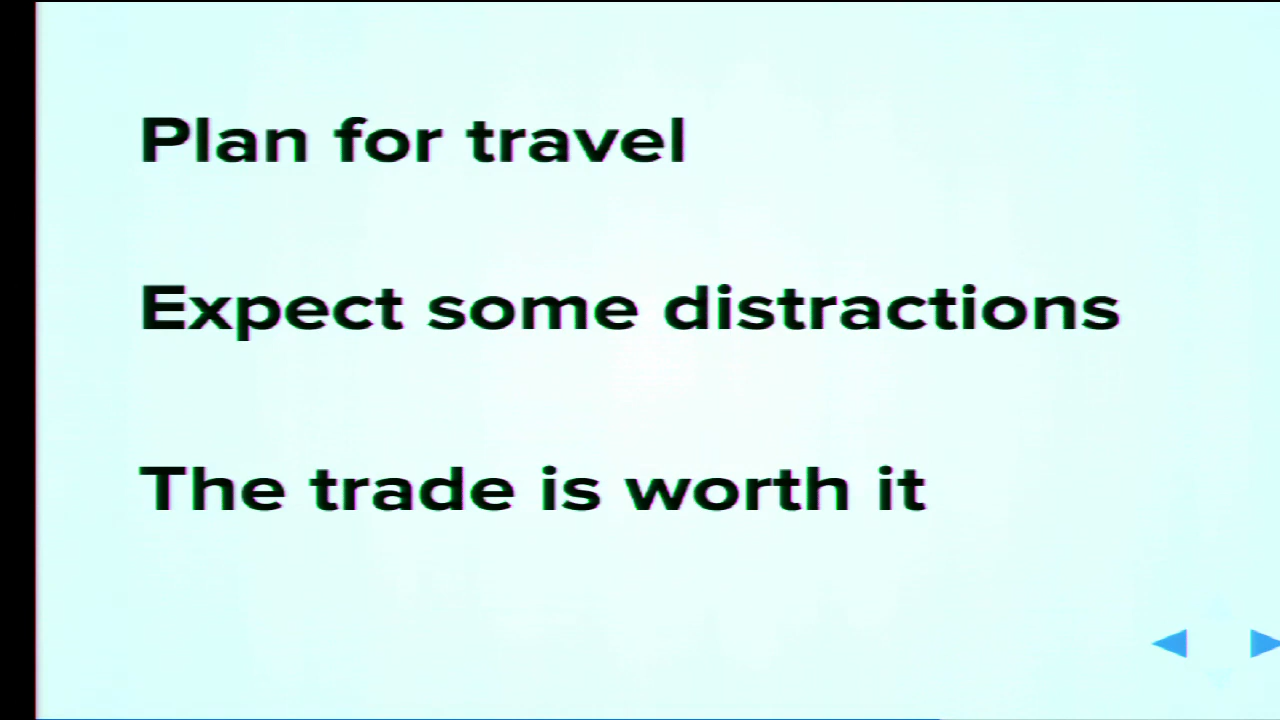 Plan for travel
Expect some distractions
The trade is worth it